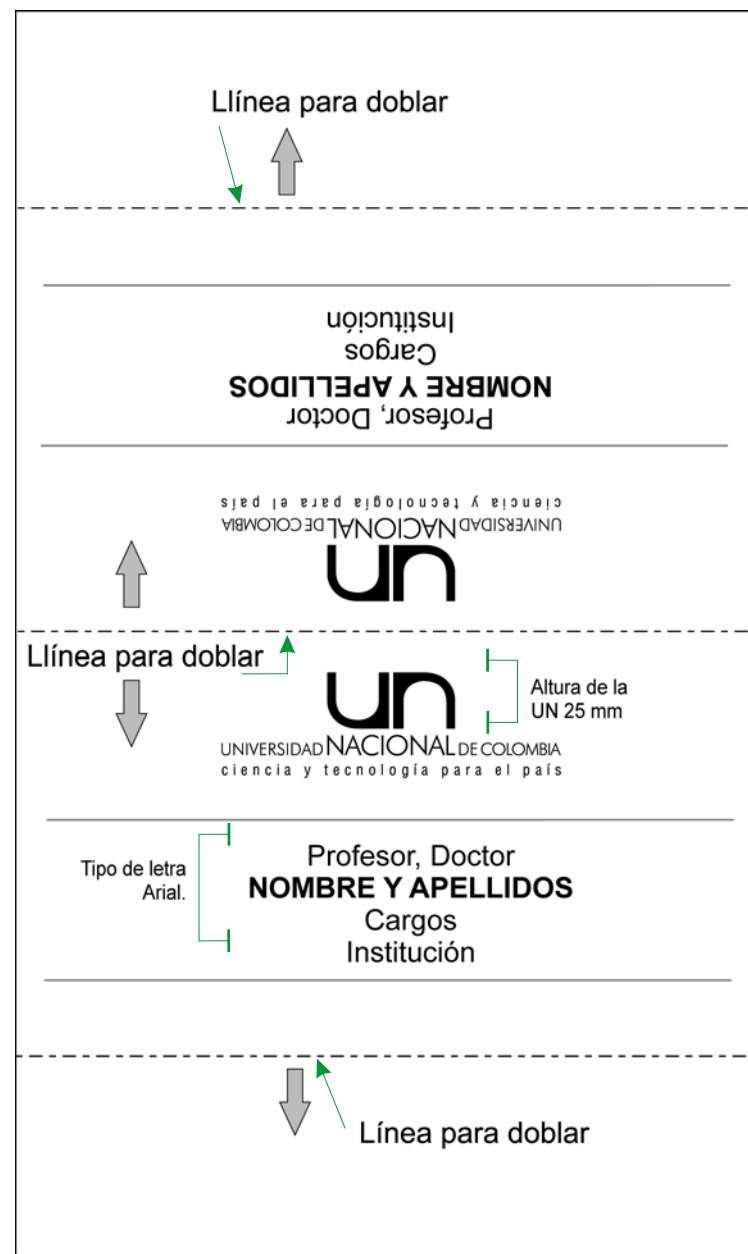 Llínea para doblar
Institución
Cargos
NOMBRE Y APELLIDOS
Profesor, Doctor
ciencia y tecnología para el país
UNIVERSIDAD NACIONAL DE COLOMBIA
un
Llínea para doblar
un
Altura de la
UN 25 mm
UNIVERSIDAD NACIONAL DE COLOMBIA
ciencia y tecnología para el país
Tipo de letra
Arial.
Profesor, Doctor
NOMBRE Y APELLIDOS
Cargos
Institución
Línea para doblar